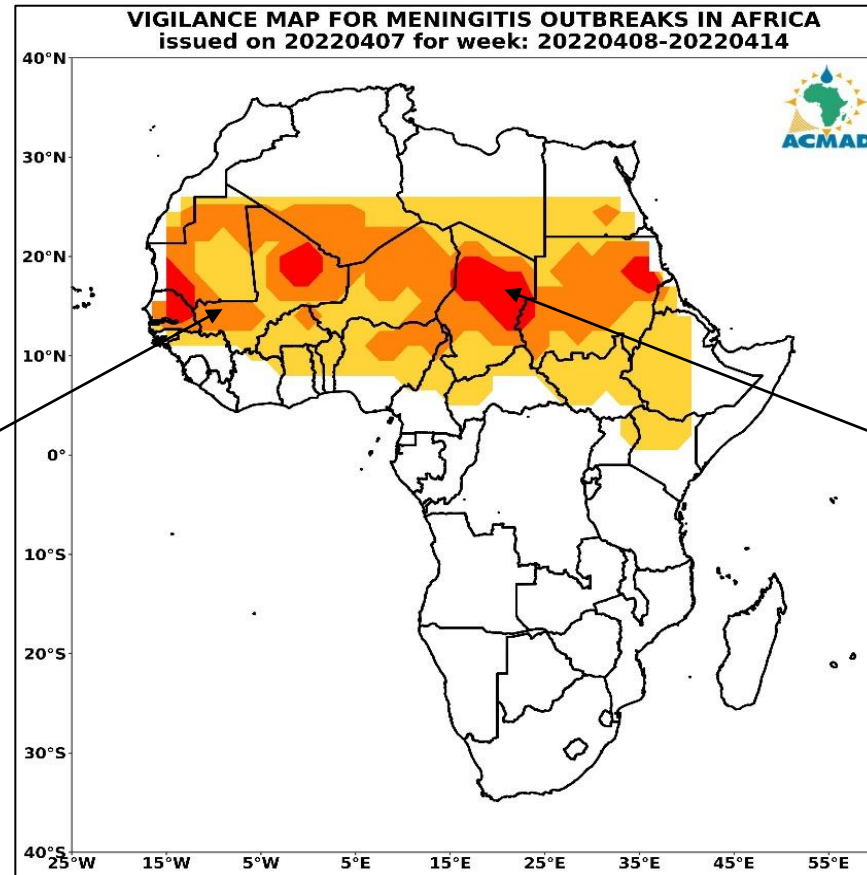 VIGILANCE MAP FOR MENINGITIS OUTBREAKS IN AFRICA
issued on 20220407 for week: 20220408-20220414
ACMAD
40°N
30°N
20°N
10°N
0°
10°S
20°S
30°S
40°S
25°W 15°W 5°W 5°E 15°E 25°E 35°E 45°E 55°E